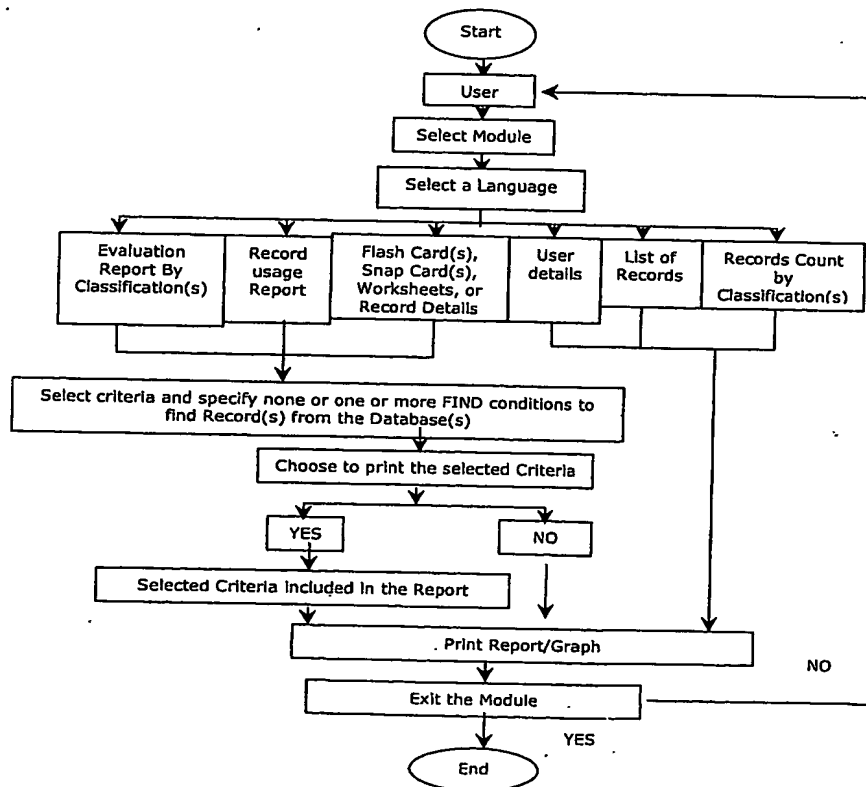 Start
User
Select Module
Select a Language
Evaluation
Report By
Classification(s)
Record
usage
Report
Flash Card(s),
Snap Card(s),
Worksheets, or
Record Details
User
details
List of
Records
Records Count
by
Classification(s)
Select criteria and specify none or one or more FIND conditions to
find Record(s) from the Database(s)
Choose to print the selected Criteria
YES
NO
Selected Criteria included in the Report
Print Report/Graph
NO
Exit the Module
YES
End